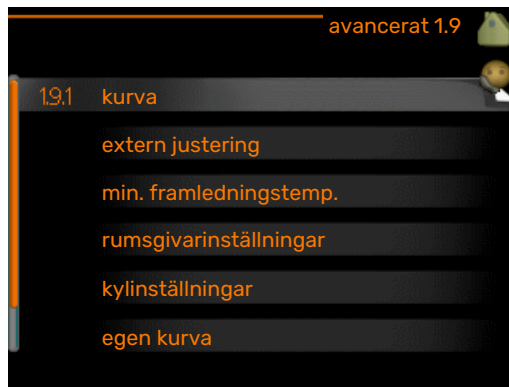 avancerat 1.9
1.9.1 kurva
extern justering
min. framledningstemp.
rumsgivarinställningar
kylinställningar
egen kurva